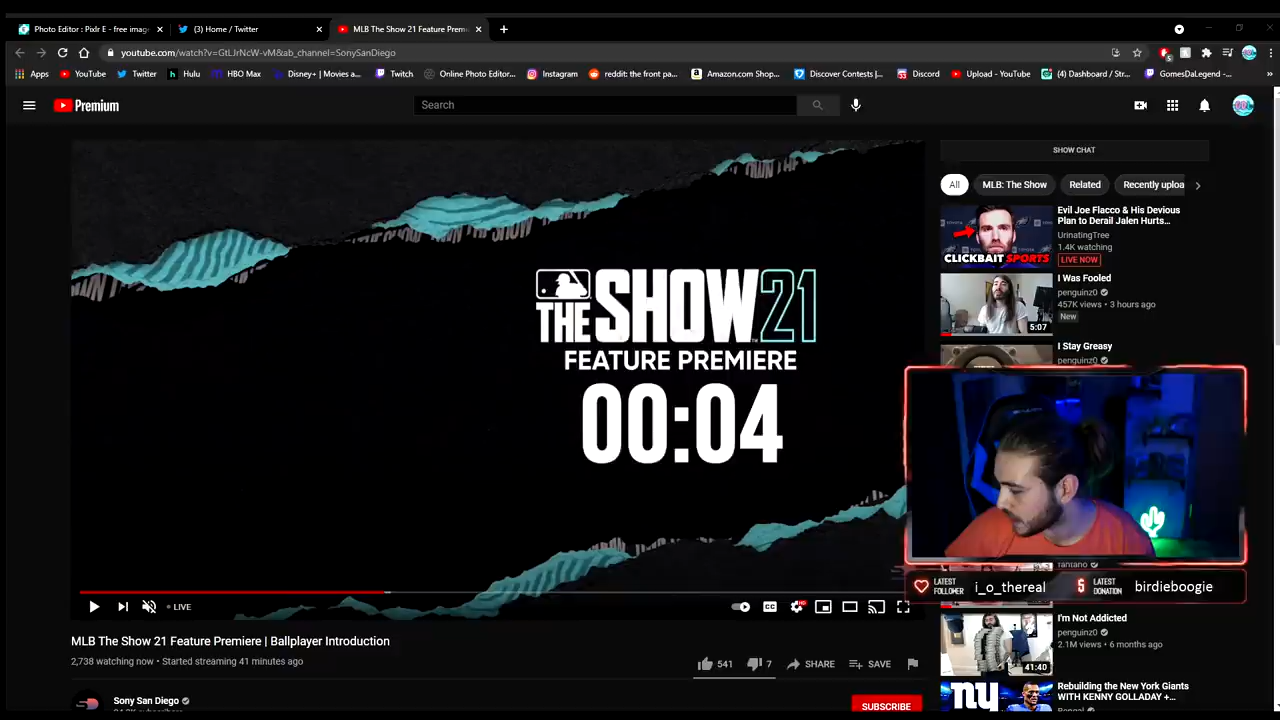 Photo Editor : Pixlr E - free imag
(3) Home / Twitter
MLB The Show 21 Feature Premi
youtube.com/watch?v=GtLJrNcW-vM&ab_channel=SonySanDiego
Apps
YouTube
Twitter
Hulu
HBO Max
Disney+ | Movies a...
Twitch
Online Photo Editor...
Instagram
reddit: the front pa...
Amazon.com Shop...
Discover Contests |...
Discord
Upload - YouTube
(4) Dashboard / Str...
GomesDaLegend -...
Premium
Search
THE SHOW 21
FEATURE PREMIERE
00:04
LIVE
MLB The Show 21 Feature Premiere | Ballplayer Introduction
2,738 watching now • Started streaming 41 minutes ago
541
7
SHARE
SAVE
Sony San Diego
SUBSCRIBE
SHOW CHAT
All
MLB: The Show
Related
Recently uploa
CLICKBAIT SPORTS
Evil Joe Flacco & His Devious
Plan to Derail Jalen Hurts...
UrinatingTree
1.4K watching
LIVE NOW
5:07
I Was Fooled
penguinz0
457K views • 3 hours ago
New
I Stay Greasy
penguinz0
fantano
LATEST
FOLLOWER
i_o_thereal
LATEST
DONATION
birdieboogie
41:40
I'm Not Addicted
penguinz0
2.1M views • 6 months ago
ny
Rebuilding the New York Giants
WITH KENNY GOLLADAY +...